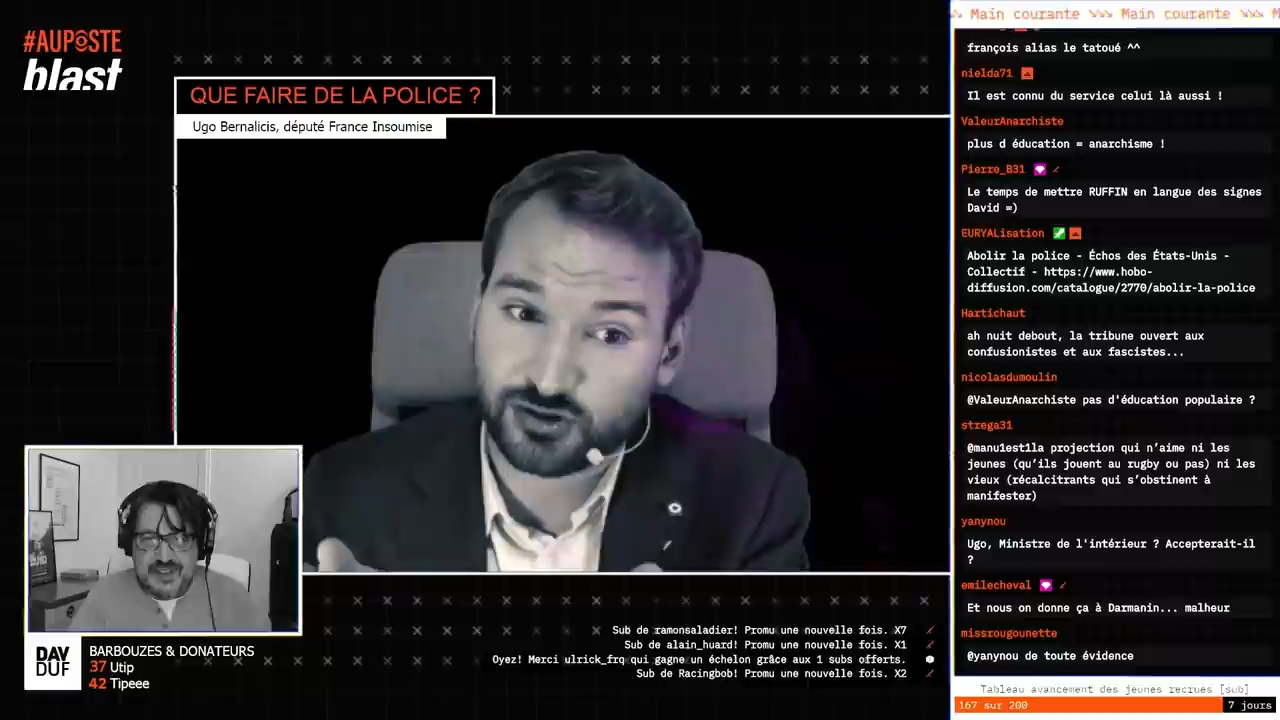 #AUPOSTE
blast
QUE FAIRE DE LA POLICE ?
Ugo Bernalicis, député France Insoumise
DAV
DUF
BARBOUZES & DONATEURS
37 Utip
42 Tipeee
Sub de ramonsaladier! Promu une nouvelle fois. X7
Sub de alain_huard! Promu une nouvelle fois. X1
Oyez! Merci ulrick_frq qui gagne un échelon grâce aux 1 subs offerts.
Sub de Racingbob! Promu une nouvelle fois. X2
Main courante Main courante M
françois alias le tatoué ^^
nielda71
Il est connu du service celui là aussi !
ValeurAnarchiste
plus d éducation = anarchisme !
Pierre_B31
Le temps de mettre RUFFIN en langue des signes
David =)
EURYALisation
Abolir la police - Échos des États-Unis -
Collectif - https://www.hobo-
diffusion.com/catalogue/2770/abolir-la-police
Hartichaut
ah nuit debout, la tribune ouvert aux
confusionistes et aux fascistes...
nicolasdumoulin
@ValeurAnarchiste pas d'éducation populaire ?
strega31
@manu1est1la projection qui n’aime ni les
jeunes (qu’ils jouent au rugby ou pas) ni les
vieux (récalcitrants qui s’obstinent à
manifester)
yanynou
Ugo, Ministre de l'intérieur ? Accepterait-il
?
emilecheval
Et nous on donne ça à Darmanin... malheur
missrougounette
@yanynou de toute évidence
Tableau avancement des jeunes recrues [sub]
167 sur 200
7 jours